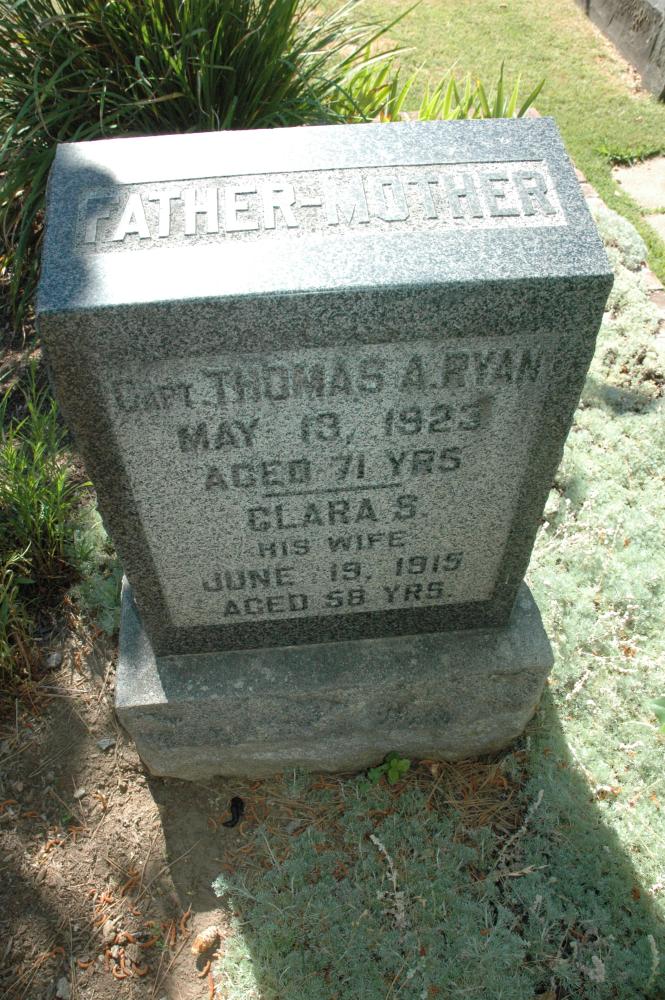 FATHER-MOTHER
CAPT. THOMAS A. RYAN
MAY 13, 1923
AGED 71 YRS
CLARA S.
HIS WIFE
JUNE 19, 1915
AGED 58 YRS.